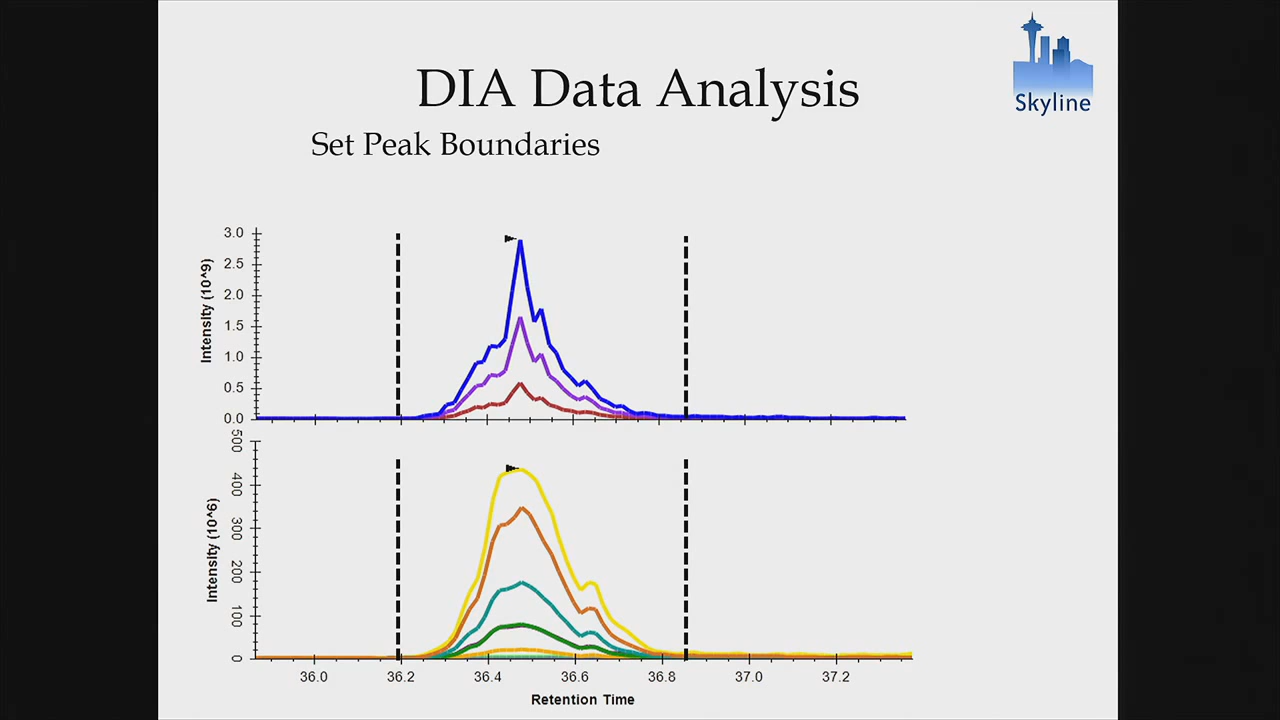 DIA Data Analysis
Skyline
Set Peak Boundaries
Intensity (10^9)
3.0
2.5
2.0
1.5
1.0
0.5
0.0
Intensity (10^6)
500
400
300
200
100
0
36.0 36.2 36.4 36.6 36.8 37.0 37.2
Retention Time